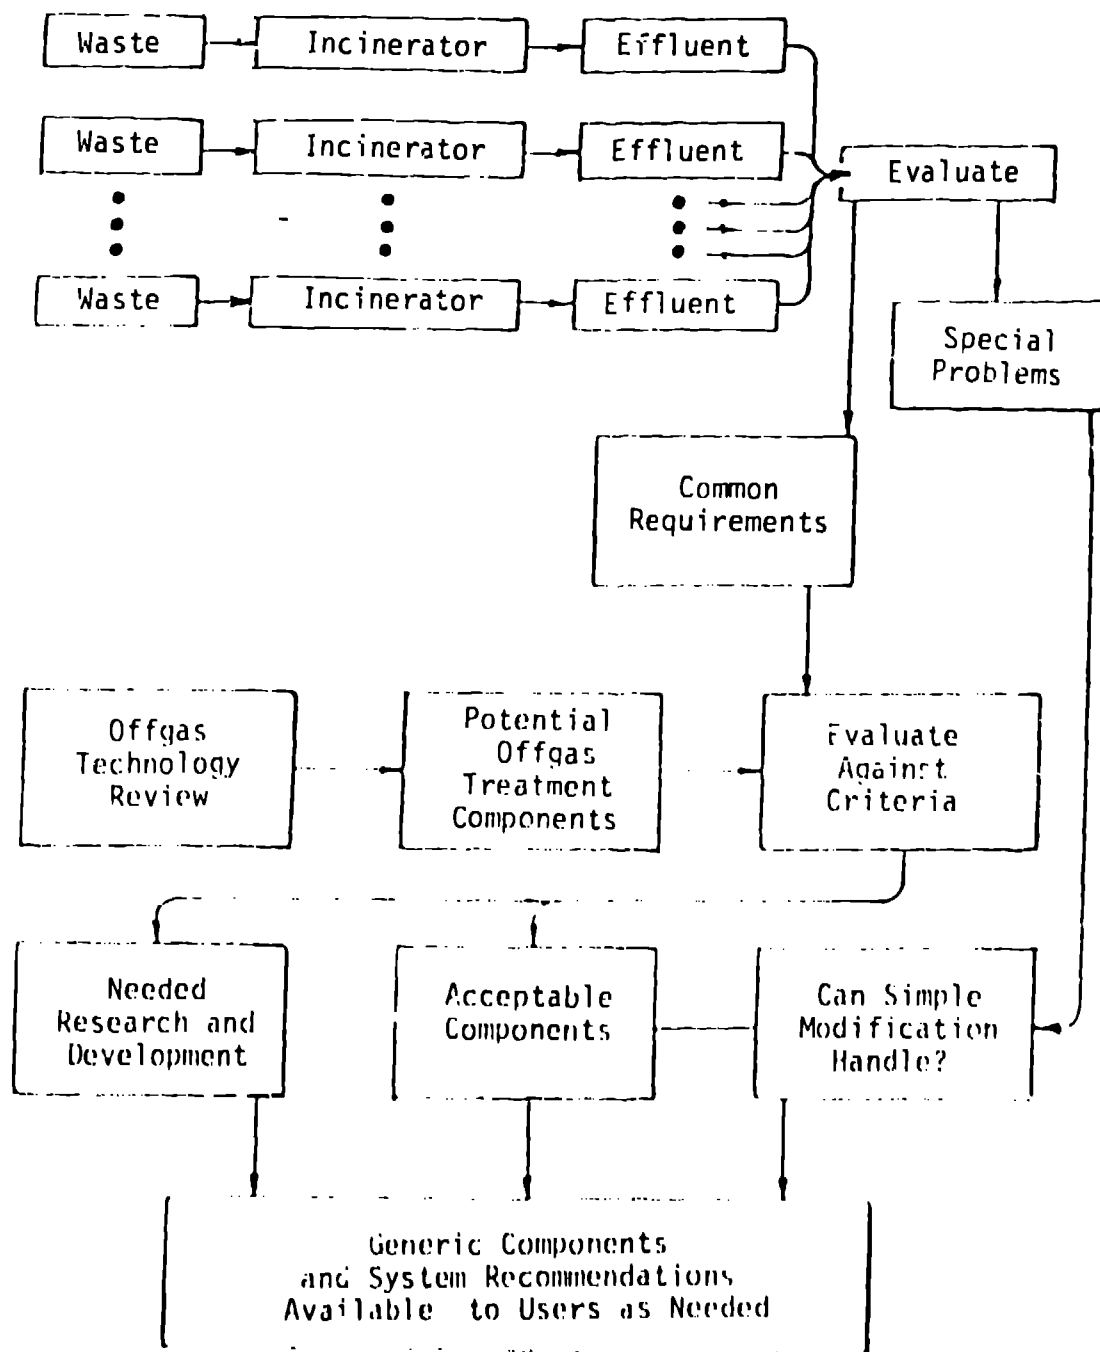 Waste
Incinerator
Effluent
Waste
Incinerator
Effluent
Evaluate
Waste
Incinerator
Effluent
Special
Problems
Common
Requirements
Offgas
Technology
Review
Potential
Offgas
Treatment
Components
Evaluate
Against
Criteria
Needed
Research and
Development
Acceptable
Components
Can Simple
Modification
Handle?
Generic Components
and System Recommendations
Available to Users as Needed